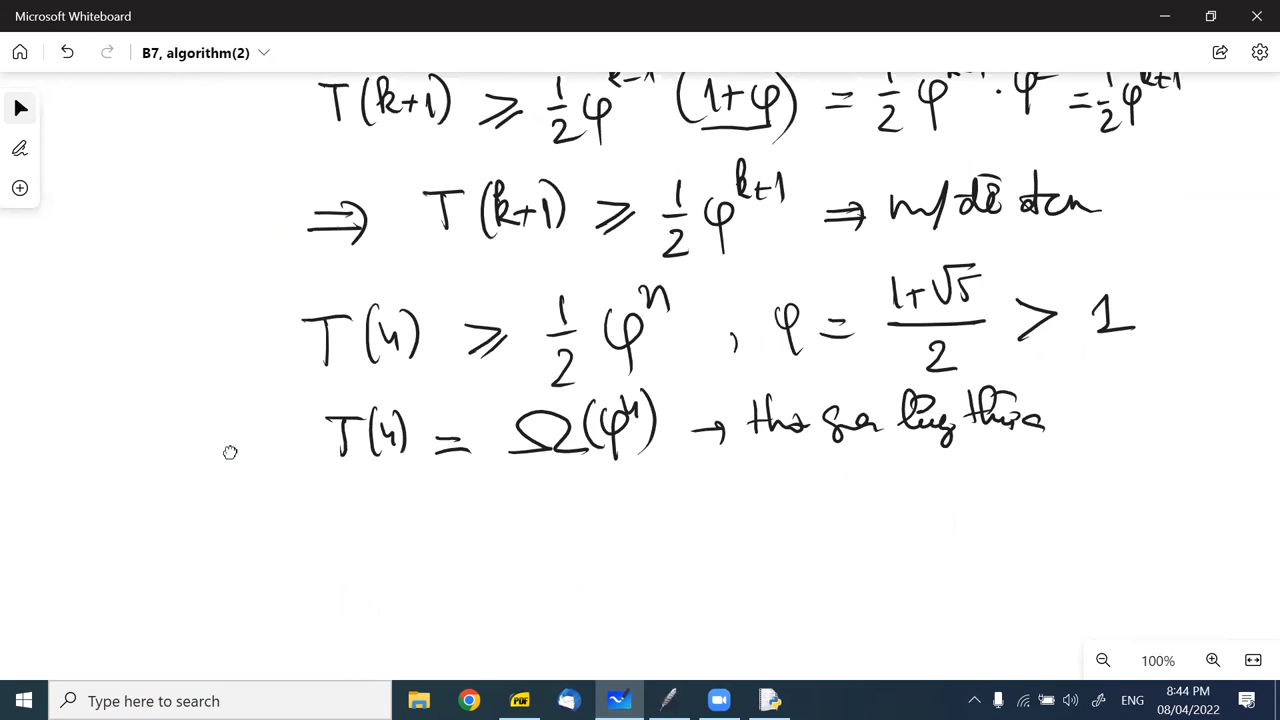 Microsoft Whiteboard
B7, algorithm(2)
T(k+1) ≥ 1/2 φ^(k-1) (1+φ) = 1/2 φ^(k-1) · φ^2 = 1/2 φ^(k+1)
⇒ T(k+1) ≥ 1/2 φ^(k+1) ⇒ m/đề đcm
T(n) ≥ 1/2 φ^n , φ = (1+√5)/2 > 1
T(n) = Ω(φ^n) → thời gian lũy thừa
100%
Type here to search
PDF
ENG
8:44 PM
08/04/2022